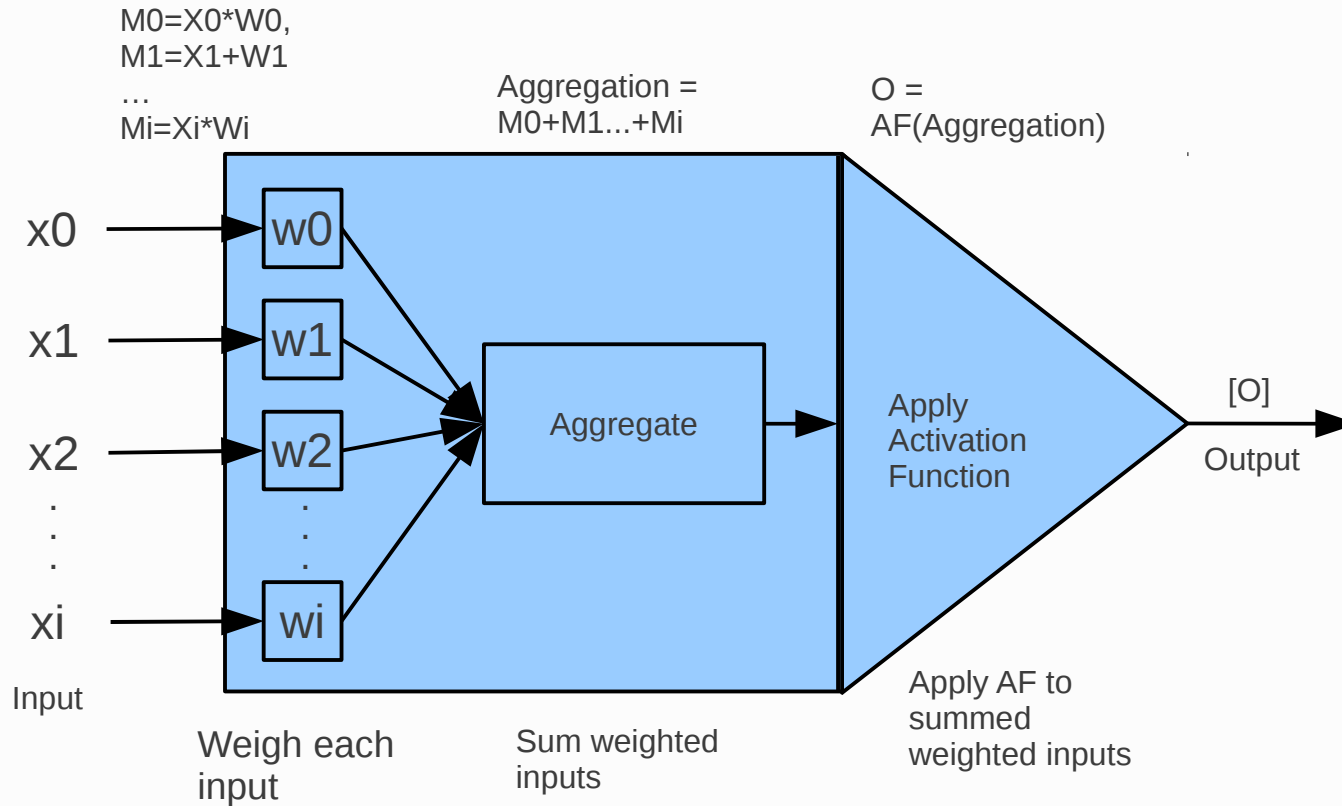 M0=X0*W0,
M1=X1+W1
...
Mi=Xi*Wi
Aggregation =
M0+M1...+Mi
O =
AF(Aggregation)
x0
w0
x1
w1
x2
w2
.
.
.
.
.
.
xi
wi
Input
Aggregate
Apply
Activation
Function
[O]
Output
Weigh each
input
Sum weighted
inputs
Apply AF to
summed
weighted inputs